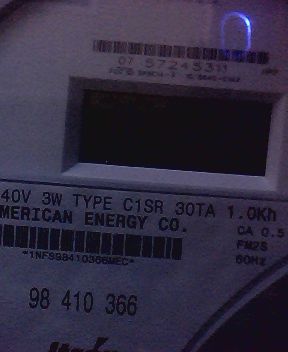 07 57245311
40V 3W TYPE C1SR 30TA 1.0Kh
MERICAN ENERGY CO.
CA 0.5
FM2S
60Hz
*1NFS98410366MEC*
98 410 366